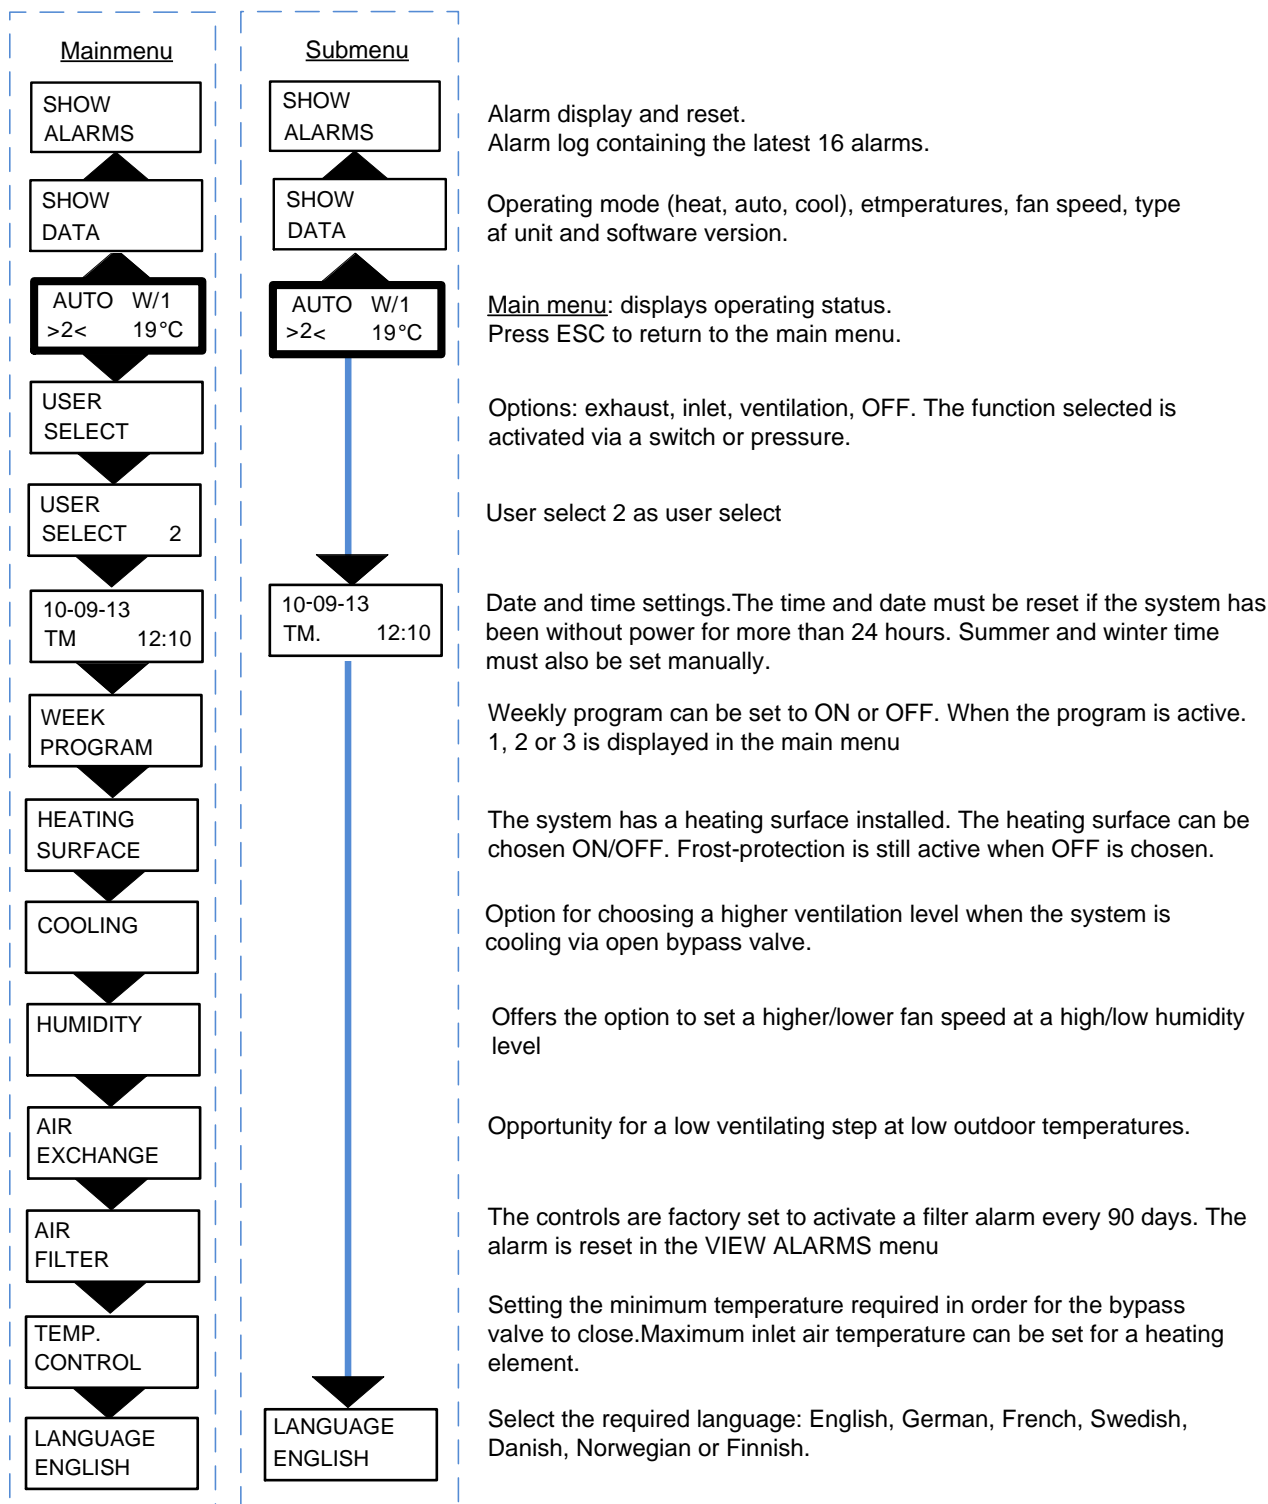 Mainmenu
Submenu
SHOW
ALARMS
SHOW
ALARMS
Alarm display and reset.
Alarm log containing the latest 16 alarms.
SHOW
DATA
SHOW
DATA
Operating mode (heat, auto, cool), etmperatures, fan speed, type
af unit and software version.
AUTO W/1
>2< 19°C
AUTO W/1
>2< 19°C
Main menu: displays operating status.
Press ESC to return to the main menu.
USER
SELECT
Options: exhaust, inlet, ventilation, OFF. The function selected is
activated via a switch or pressure.
USER
SELECT 2
User select 2 as user select
10-09-13
TM 12:10
10-09-13
TM. 12:10
Date and time settings.The time and date must be reset if the system has
been without power for more than 24 hours. Summer and winter time
must also be set manually.
WEEK
PROGRAM
Weekly program can be set to ON or OFF. When the program is active.
1, 2 or 3 is displayed in the main menu
HEATING
SURFACE
The system has a heating surface installed. The heating surface can be
chosen ON/OFF. Frost-protection is still active when OFF is chosen.
COOLING
Option for choosing a higher ventilation level when the system is
cooling via open bypass valve.
HUMIDITY
Offers the option to set a higher/lower fan speed at a high/low humidity
level
AIR
EXCHANGE
Opportunity for a low ventilating step at low outdoor temperatures.
AIR
FILTER
The controls are factory set to activate a filter alarm every 90 days. The
alarm is reset in the VIEW ALARMS menu
TEMP.
CONTROL
Setting the minimum temperature required in order for the bypass
valve to close.Maximum inlet air temperature can be set for a heating
element.
LANGUAGE
ENGLISH
LANGUAGE
ENGLISH
Select the required language: English, German, French, Swedish,
Danish, Norwegian or Finnish.